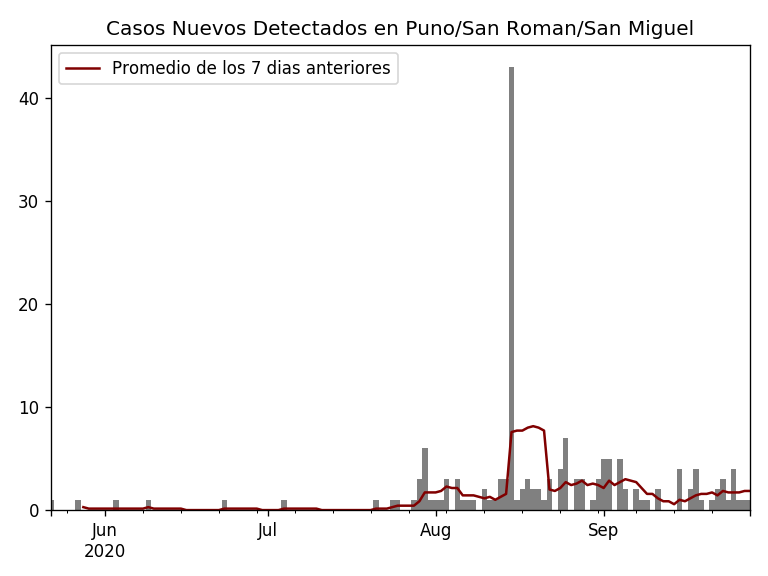 Casos Nuevos Detectados en Puno/San Roman/San Miguel
Promedio de los 7 dias anteriores
40
30
20
10
0
Jun
2020
Jul
Aug
Sep